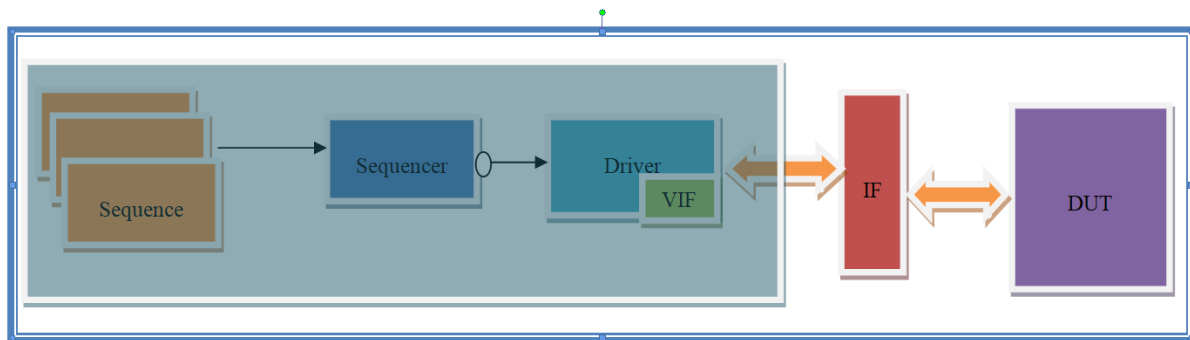 Sequence
Sequencer
Driver
VIF
IF
DUT